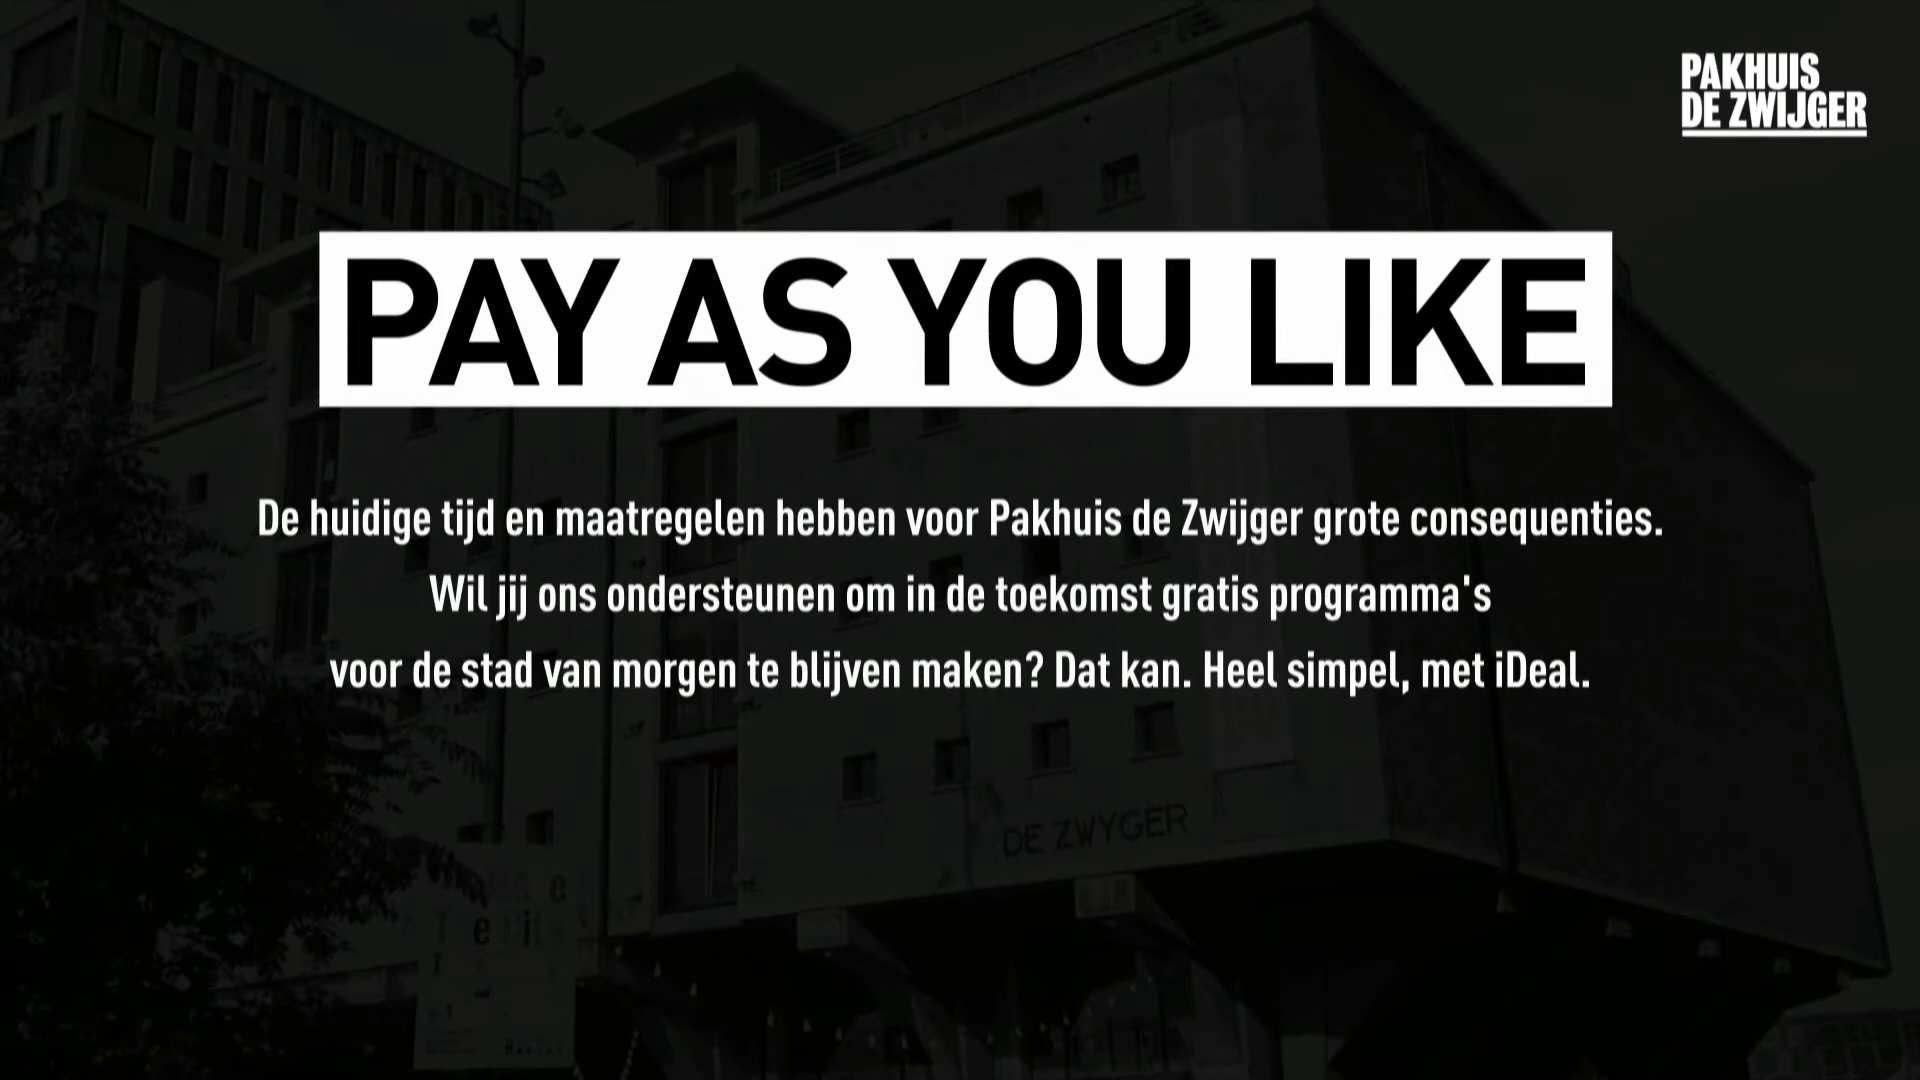 PAKHUIS
DE ZWIJGER
PAY AS YOU LIKE
De huidige tijd en maatregelen hebben voor Pakhuis de Zwijger grote consequenties.
Wil jij ons ondersteunen om in de toekomst gratis programma's
voor de stad van morgen te blijven maken? Dat kan. Heel simpel, met iDeal.
DE ZWYGER